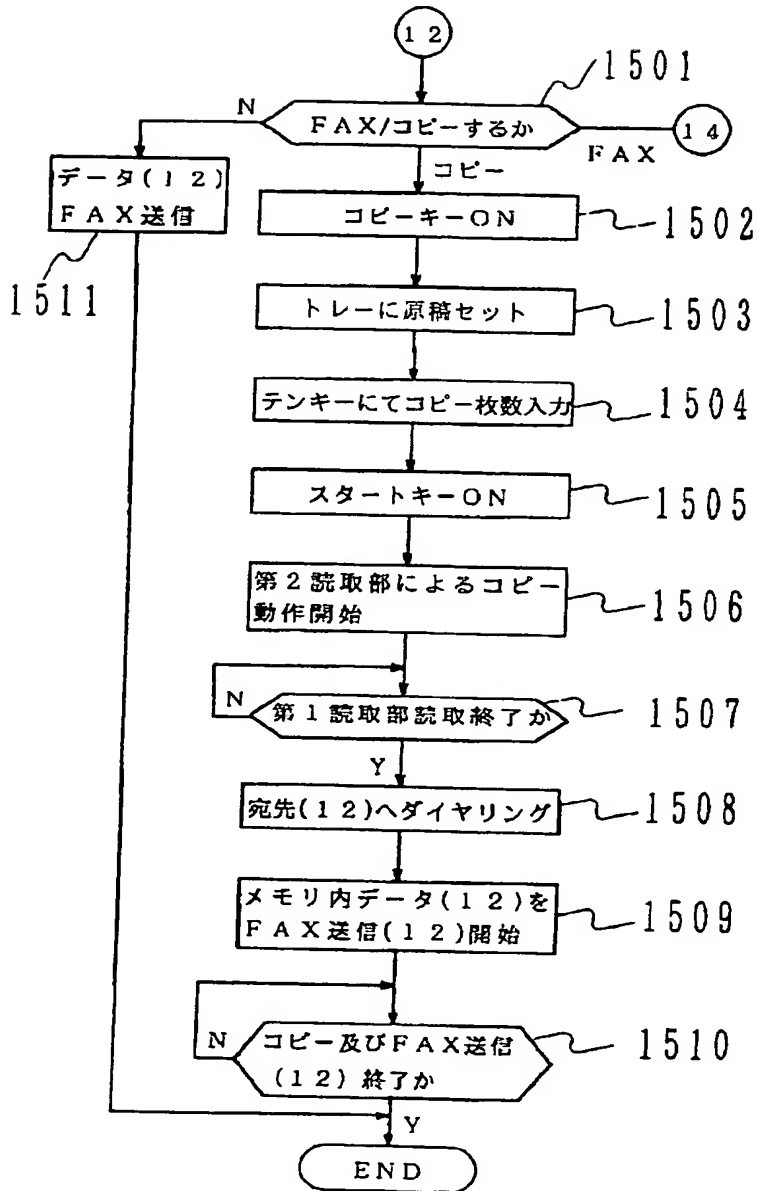 12
1501
N
FAX/コピーするか
14
FAX
コピー
データ(12)
FAX送信
1511
コピーキーON
1502
トレーに原稿セット
1503
テンキーにてコピー枚数入力
1504
スタートキーON
1505
第2読取部によるコピー
動作開始
1506
N
第1読取部読取終了か
1507
Y
宛先(12)へダイヤリング
1508
メモリ内データ(12)を
FAX送信(12)開始
1509
N
コピー及びFAX送信
(12)終了か
1510
Y
END